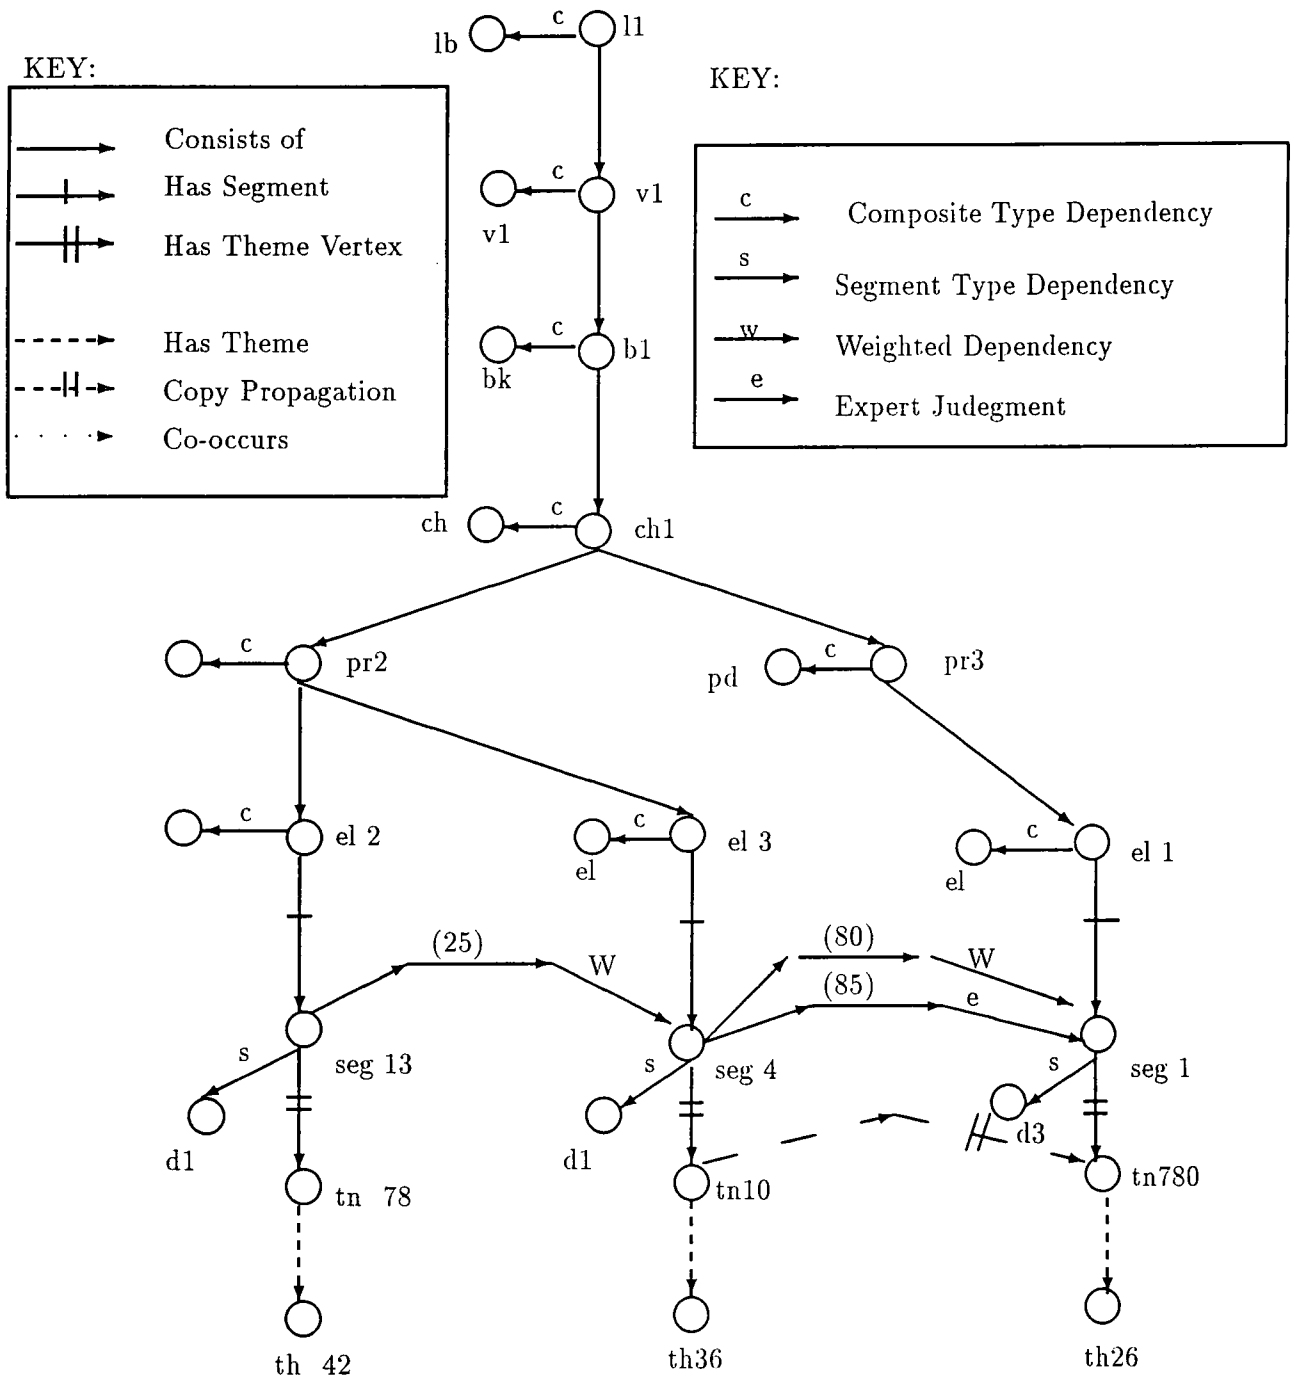 c
l1
lb
KEY:
Consists of
Has Segment
Has Theme Vertex
Has Theme
Copy Propagation
Co-occurs
KEY:
c
Composite Type Dependency
s
Segment Type Dependency
w
Weighted Dependency
e
Expert Judegment
c
v1
v1
c
b1
bk
c
ch
ch1
c
pr2
c
pd
pr3
c
el 2
c
el 3
el
c
el 1
el
(25)
W
(80)
W
(85)
e
s
seg 13
s
seg 4
s
seg 1
d1
d1
d3
tn 78
tn10
tn780
th 42
th36
th26